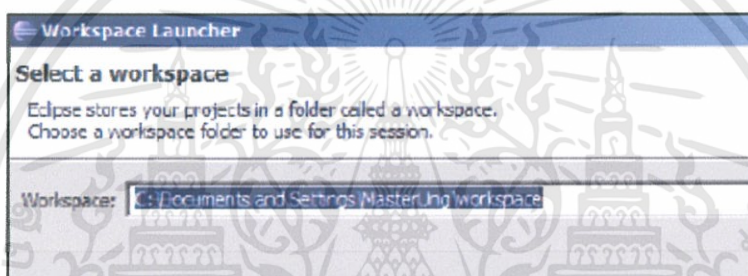 Workspace Launcher
Select a workspace
Eclipse stores your projects in a folder called a workspace.
Choose a workspace folder to use for this session.
Workspace: C:\Documents and Settings\MasterUng\workspace